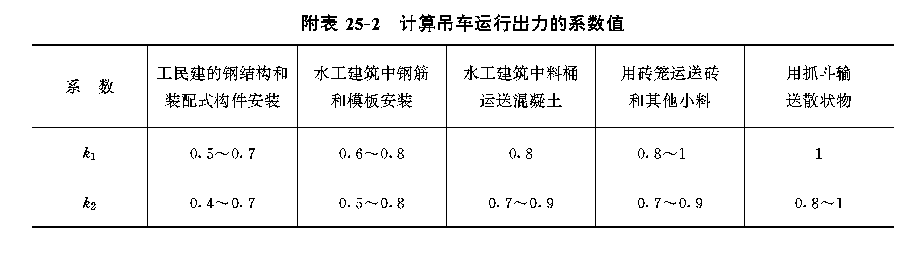 附表 25-2 计算吊车运行出力的系数值
系 数 工民建的钢结构和装配式构件安装 水工建筑中钢筋和模板安装 水工建筑中料桶运送混凝土 用砖笼运送砖和其他小料 用抓斗输送散状物
k1 0.5～0.7 0.6～0.8 0.8 0.8～1 1
k2 0.4～0.7 0.5～0.8 0.7～0.9 0.7～0.9 0.8～1